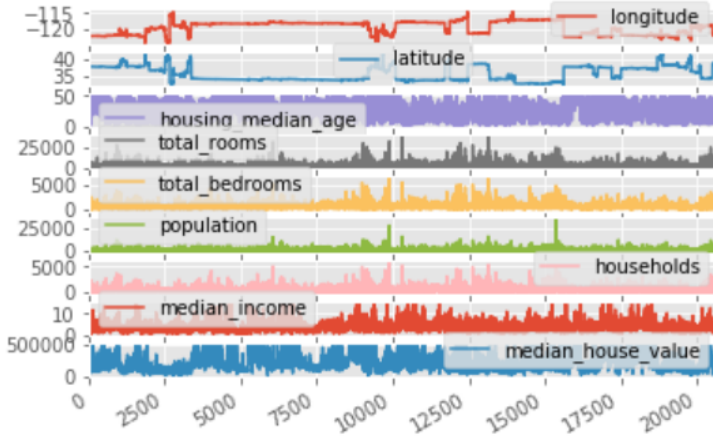 −115
longitude
−120
40
latitude
35
50
housing_median_age
0
total_rooms
25000
0
total_bedrooms
5000
0
population
25000
0
households
5000
0
median_income
10
500000
median_house_value
0
0 2500 5000 7500 10000 12500 15000 17500 20000